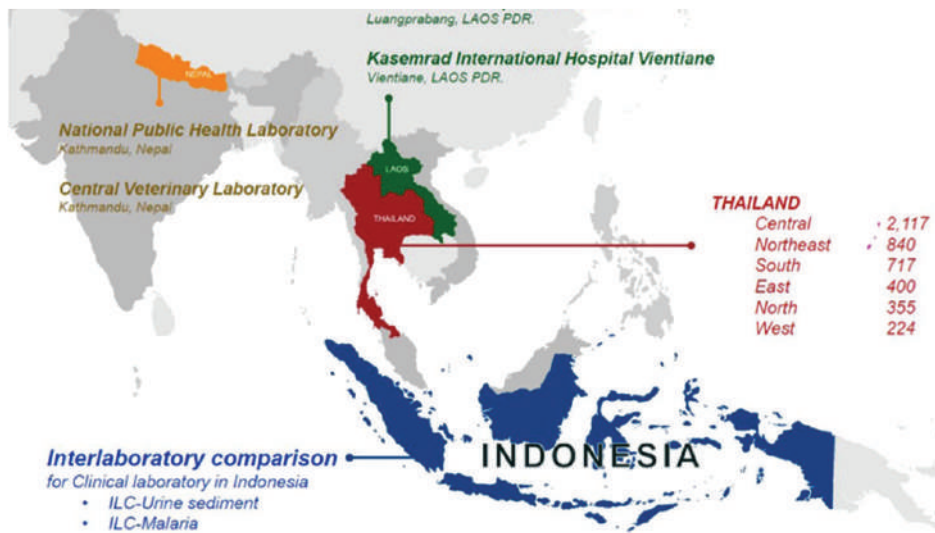 Luangprabang, LAOS PDR.
Kasemrad International Hospital Vientiane
Vientiane, LAOS PDR.
NEPAL
National Public Health Laboratory
Kathmandu, Nepal
Central Veterinary Laboratory
Kathmandu, Nepal
LAOS
THAILAND
THAILAND
Central 2,117
Northeast 840
South 717
East 400
North 355
West 224
INDONESIA
Interlaboratory comparison
for Clinical laboratory in Indonesia
• ILC-Urine sediment
• ILC-Malaria